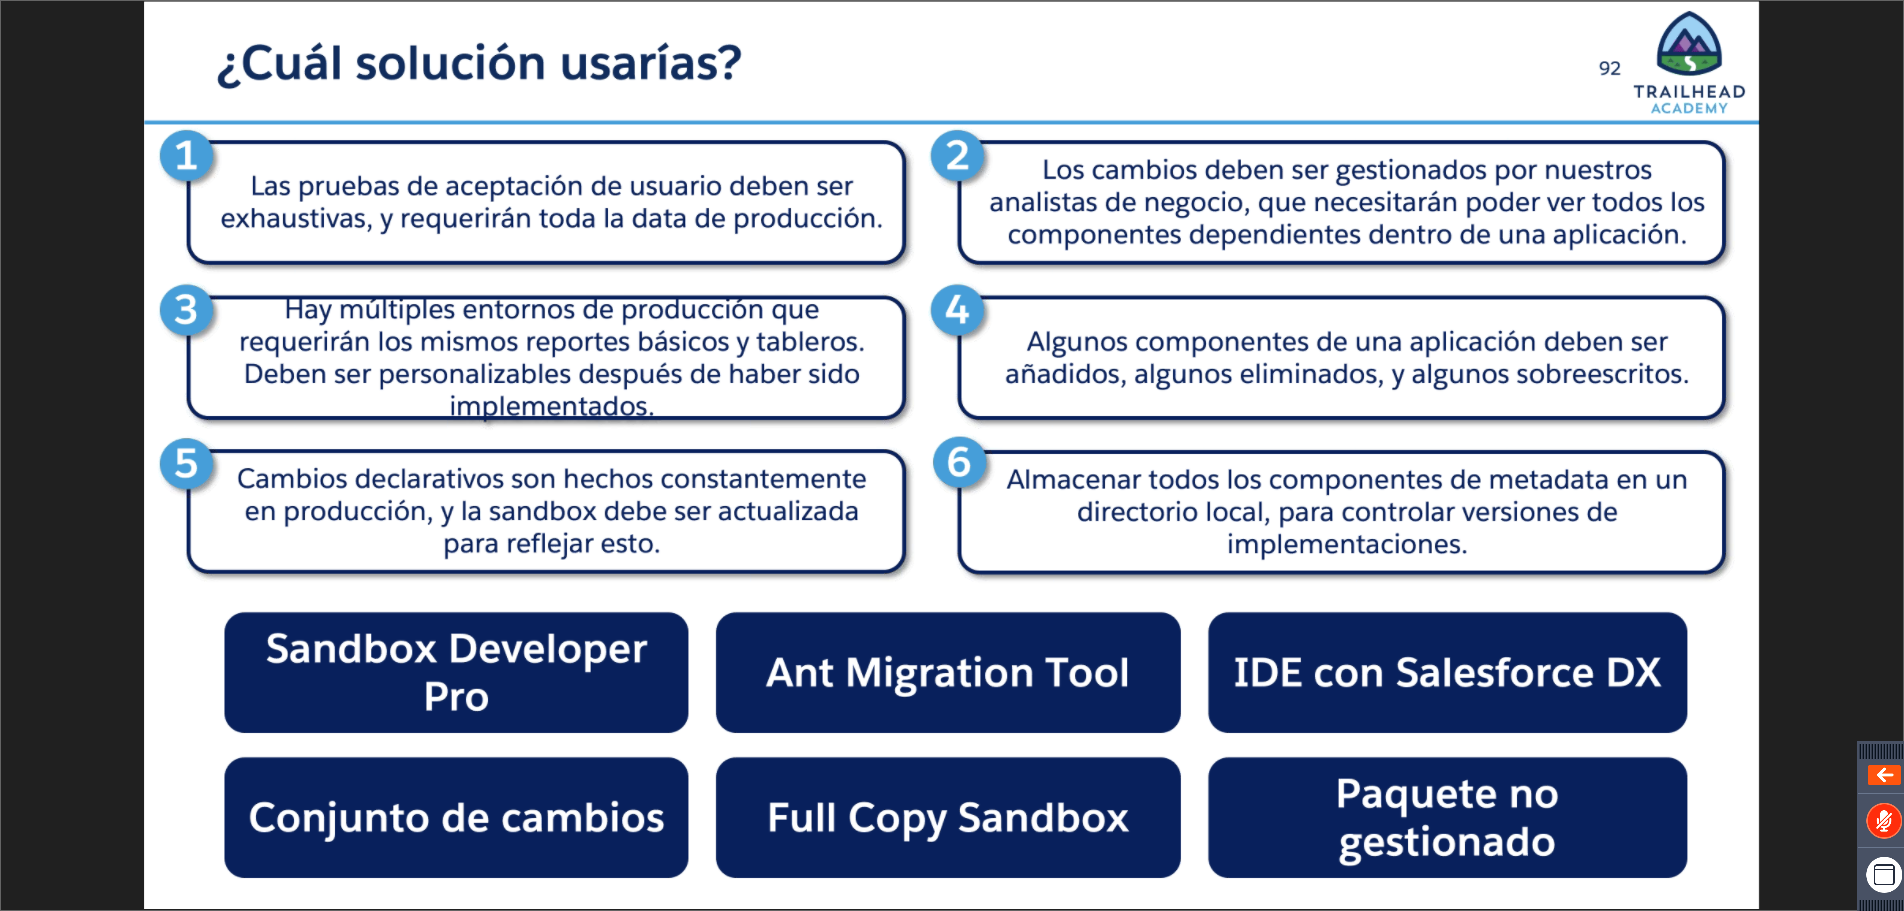 ¿Cuál solución usarías?
92
TRAILHEAD
ACADEMY
1
Las pruebas de aceptación de usuario deben ser
exhaustivas, y requerirán toda la data de producción.
2
Los cambios deben ser gestionados por nuestros
analistas de negocio, que necesitarán poder ver todos los
componentes dependientes dentro de una aplicación.
3
Hay múltiples entornos de producción que
requerirán los mismos reportes básicos y tableros.
Deben ser personalizables después de haber sido
implementados.
4
Algunos componentes de una aplicación deben ser
añadidos, algunos eliminados, y algunos sobreescritos.
5
Cambios declarativos son hechos constantemente
en producción, y la sandbox debe ser actualizada
para reflejar esto.
6
Almacenar todos los componentes de metadata en un
directorio local, para controlar versiones de
implementaciones.
Sandbox Developer
Pro
Ant Migration Tool
IDE con Salesforce DX
Conjunto de cambios
Full Copy Sandbox
Paquete no
gestionado